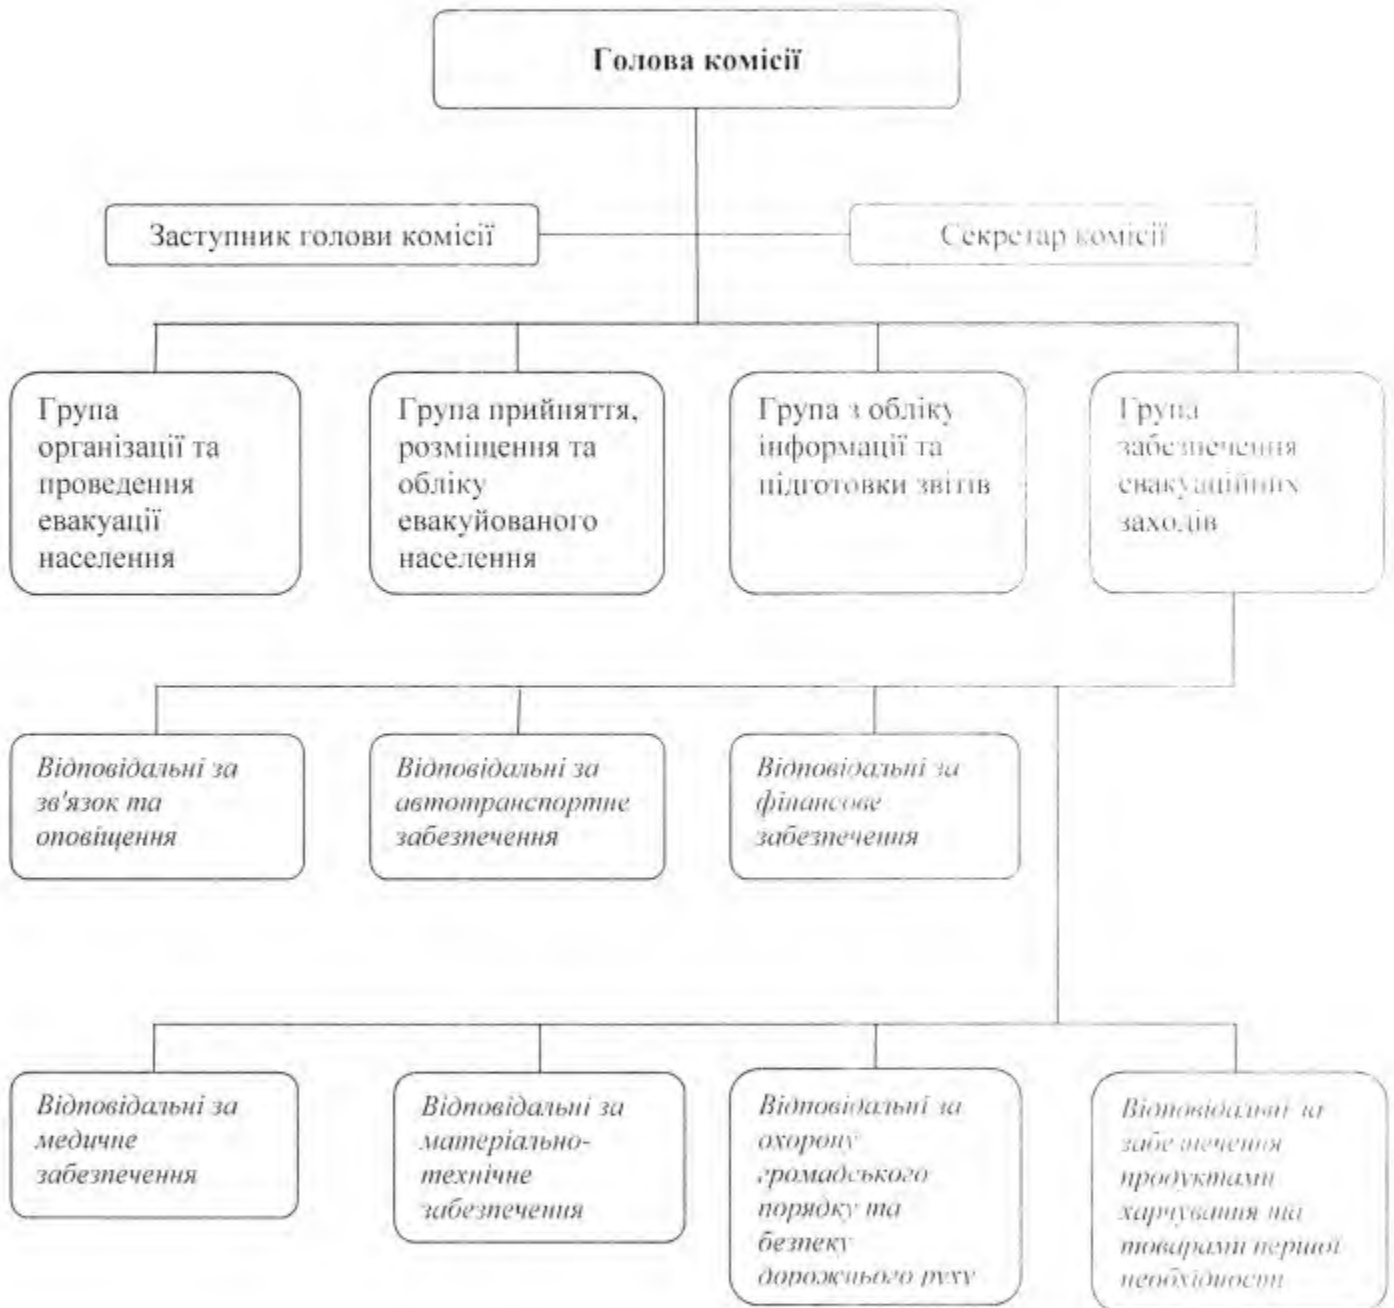 Голова комісії
Заступник голови комісії
Секретар комісії
Група
організації та
проведення
евакуації
населення
Група прийняття,
розміщення та
обліку
евакуйованого
населення
Група з обліку
інформації та
підготовки звітів
Група
забезпечення
евакуаційних
заходів
Відповідальні за
зв'язок та
оповіщення
Відповідальні за
автотранспортне
забезпечення
Відповідальні за
фінансове
забезпечення
Відповідальні за
медичне
забезпечення
Відповідальні за
матеріально-
технічне
забезпечення
Відповідальні за
охорону
громадського
порядку та
безпеку
дорожнього руху
Відповідальні за
забезпечення
продуктами
харчування та
товарами першої
необхідності